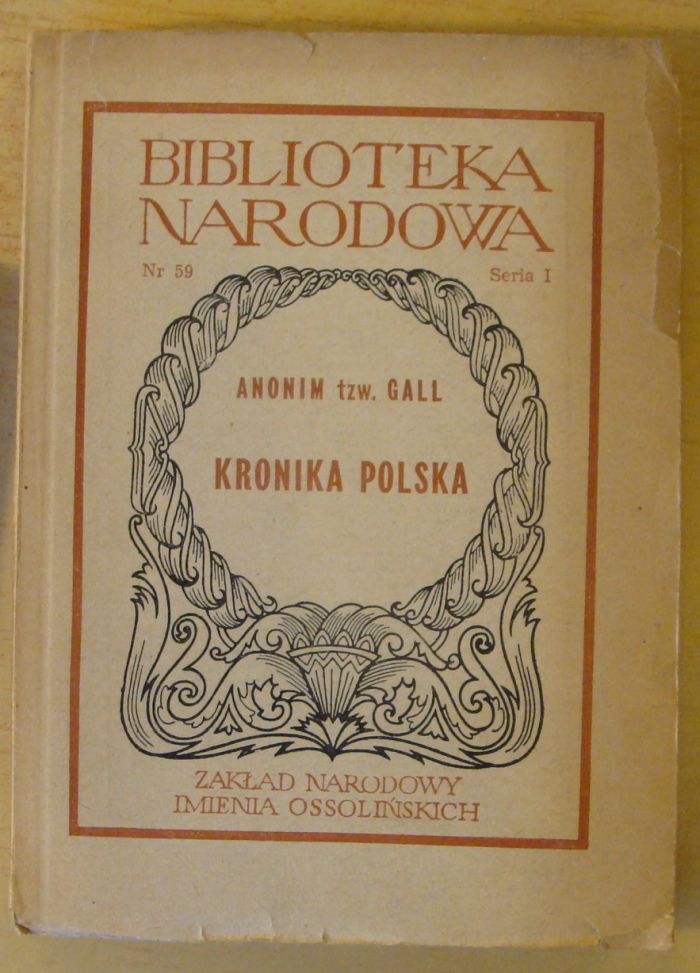 BIBLIOTEKA
NARODOWA
Nr 59 Seria I
ANONIM tzw. GALL
KRONIKA POLSKA
ZAKŁAD NARODOWY
IMIENIA OSSOLIŃSKICH